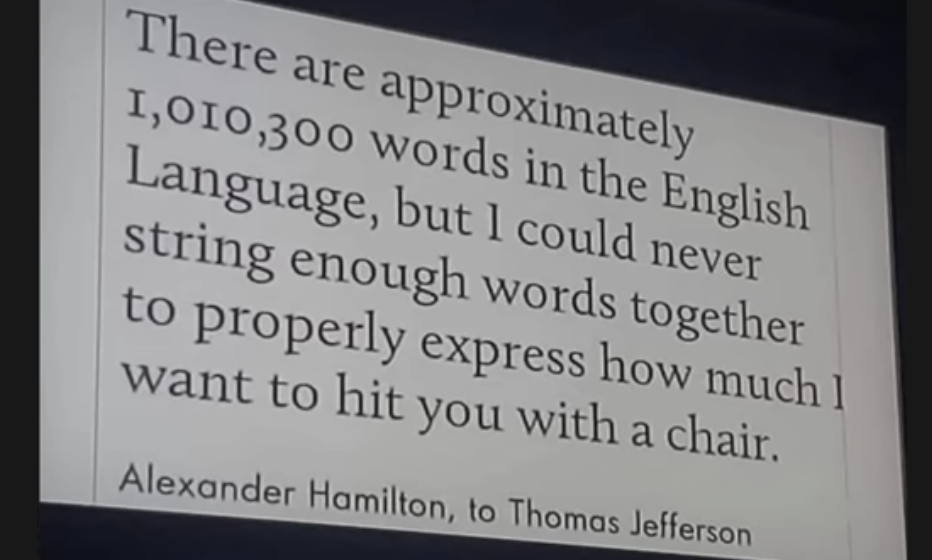 There are approximately
1,010,300 words in the English
Language, but I could never
string enough words together
to properly express how much I
want to hit you with a chair.
Alexander Hamilton, to Thomas Jefferson